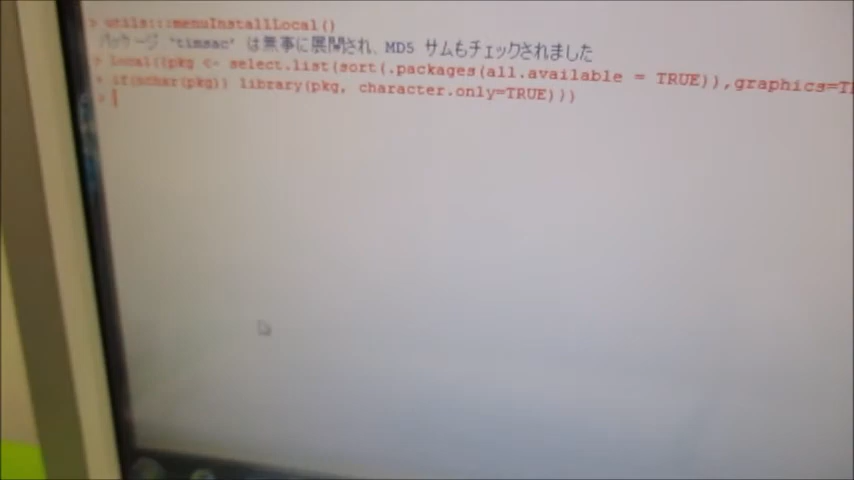 > utils:::menuInstallLocal()
パッケージ 'timsac' は無事に展開され、MD5 サムもチェックされました
> local({pkg <- select.list(sort(.packages(all.available = TRUE)),graphics=T
+ if(nchar(pkg)) library(pkg, character.only=TRUE)})
>